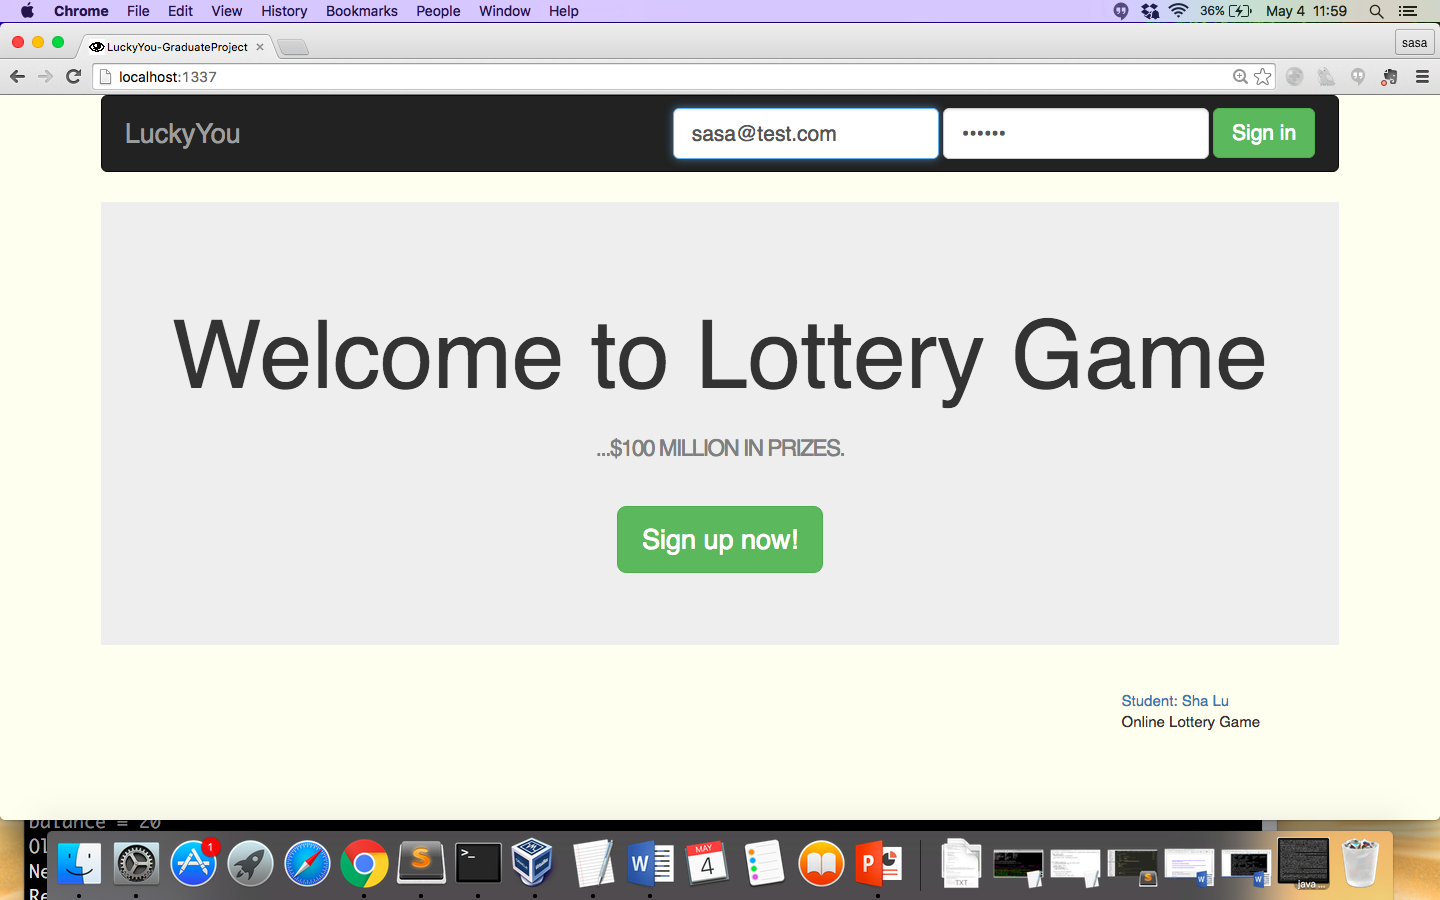 Chrome File Edit View History Bookmarks People Window Help 36% May 4 11:59
LuckyYou-GraduateProject sasa
localhost:1337
LuckyYou sasa@test.com •••••• Sign in
Welcome to Lottery Game
...$100 MILLION IN PRIZES.
Sign up now!
Student: Sha Lu
Online Lottery Game
balance = 20
Ol
Ne
Re
1
>_
MAY
4
TXT
java ...